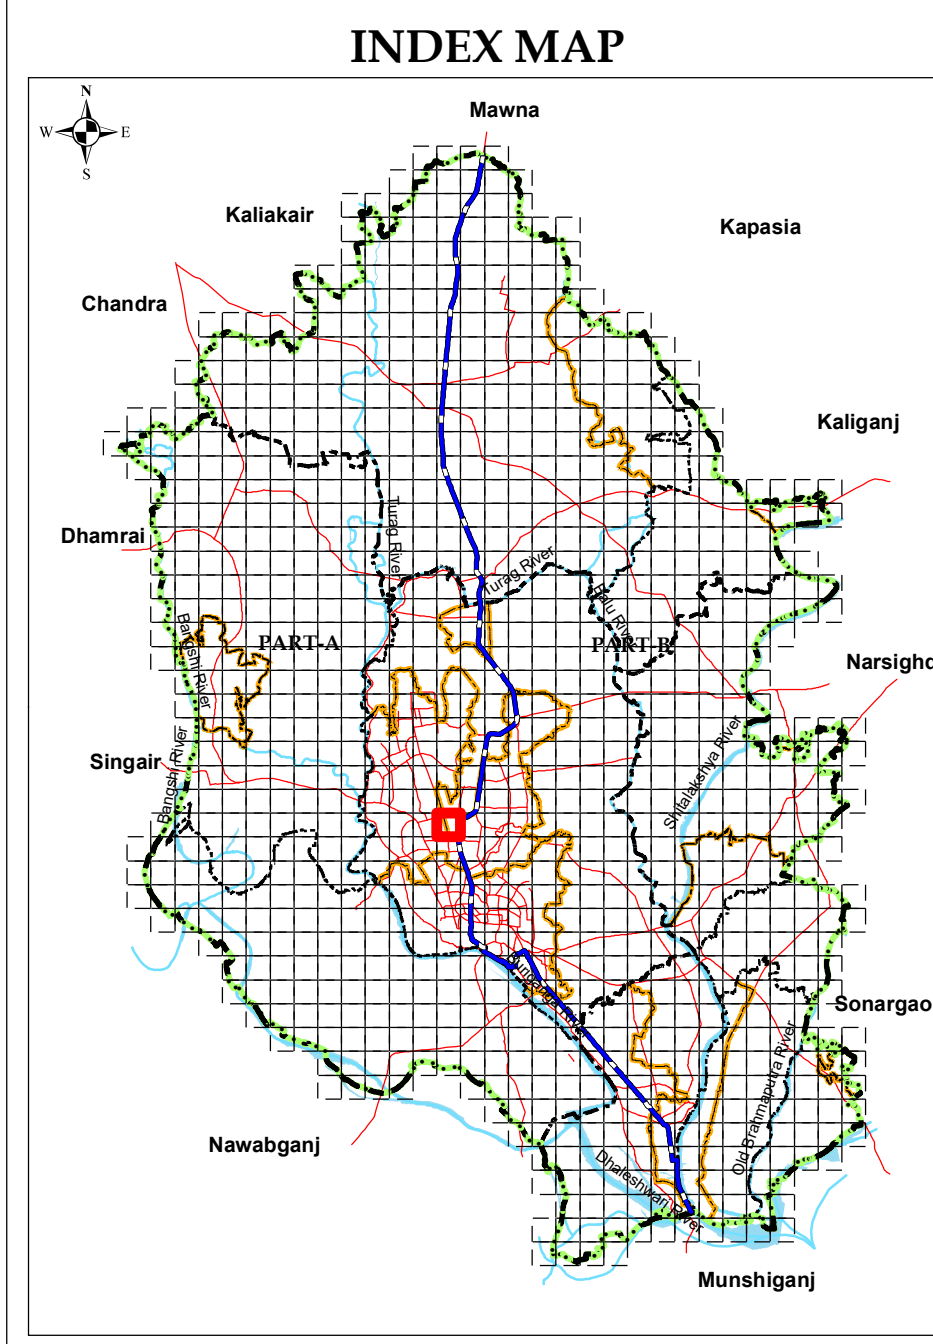 INDEX MAP
N
W E
S
Mawna
Kaliakair
Kapasia
Chandra
Kaliganj
Dhamrai
Turag River
Turag River
Balu River
Bangshi River
PART-A
PART-B
Narsighd
Singair
Bangshi River
Shitalakshya River
Buriganga River
Sonargao
Old Brahmaputra River
Nawabganj
Dhaleshwari River
Munshiganj